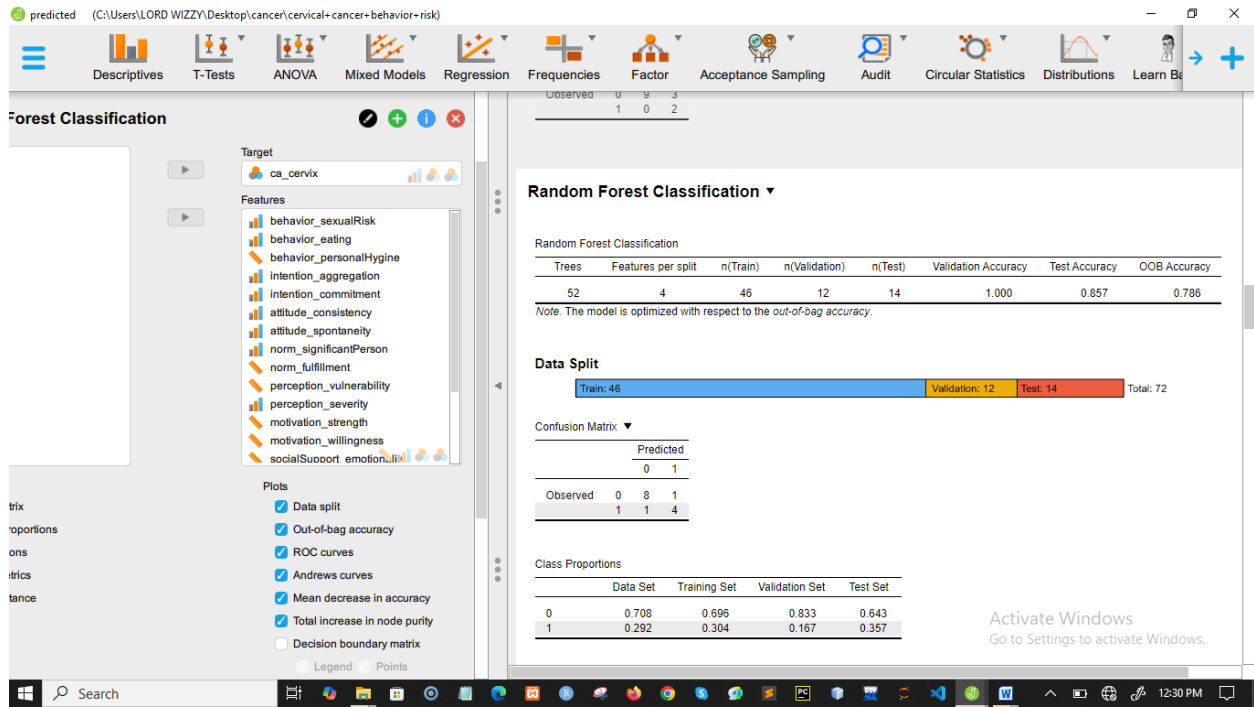 predicted (C:\Users\LORD WIZZY\Desktop\cancer\cervical+cancer+behavior+risk)
Descriptives T-Tests ANOVA Mixed Models Regression Frequencies Factor Acceptance Sampling Audit Circular Statistics Distributions Learn Ba
Forest Classification
Target
ca_cervix
Features
behavior_sexualRisk
behavior_eating
behavior_personalHygine
intention_aggregation
intention_commitment
attitude_consistency
attitude_spontaneity
norm_significantPerson
norm_fulfillment
perception_vulnerability
perception_severity
motivation_strength
motivation_willingness
socialSupport_emotionali
trix
roportions
ons
etrics
tance
Plots
Data split
Out-of-bag accuracy
ROC curves
Andrews curves
Mean decrease in accuracy
Total increase in node purity
Decision boundary matrix
Legend Points
Observed 0 9 3
1 0 2
Random Forest Classification
Random Forest Classification
Trees Features per split n(Train) n(Validation) n(Test) Validation Accuracy Test Accuracy OOB Accuracy
52 4 46 12 14 1.000 0.857 0.786
Note. The model is optimized with respect to the out-of-bag accuracy.
Data Split
Train: 46 Validation: 12 Test: 14 Total: 72
Confusion Matrix
Predicted
0 1
Observed 0 8 1
1 1 4
Class Proportions
Data Set Training Set Validation Set Test Set
0 0.708 0.696 0.833 0.643
1 0.292 0.304 0.167 0.357
Activate Windows
Go to Settings to activate Windows.
Search
12:30 PM